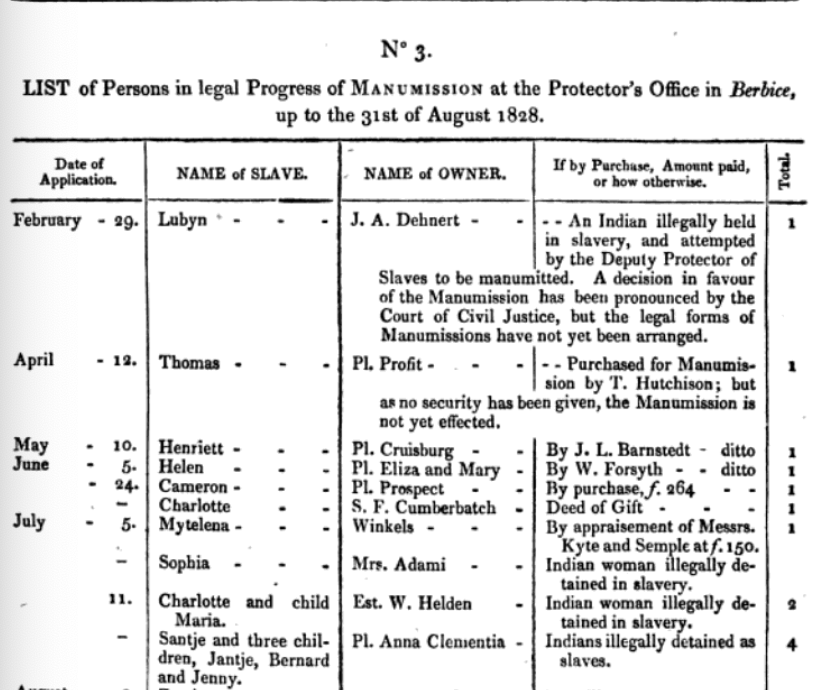 N° 3.
LIST of Persons in legal Progress of MANUMISSION at the Protector's Office in Berbice,
up to the 31st of August 1828.
Date of Application. NAME of SLAVE. NAME of OWNER. If by Purchase, Amount paid, or how otherwise. Total.
February - 29. Lubyn - - - J. A. Dehnert - - - - An Indian illegally held 1
in slavery, and attempted
by the Deputy Protector of
Slaves to be manumitted. A decision in favour
of the Manumission has been pronounced by the
Court of Civil Justice, but the legal forms of
Manumissions have not yet been arranged.
April - 12. Thomas - - - Pl. Profit - - - - - Purchased for Manumis- 1
sion by T. Hutchison; but
as no security has been given, the Manumission is
not yet effected.
May - 10. Henriett - - - Pl. Cruisburg - - By J. L. Barnstedt - ditto 1
June - 5. Helen - - - Pl. Eliza and Mary - By W. Forsyth - - ditto 1
- 24. Cameron - - - Pl. Prospect - - By purchase, f. 264 - - 1
— Charlotte - - S. F. Cumberbatch - Deed of Gift - - - 1
July - 5. Mytelena - - - Winkels - - - By appraisement of Messrs. 1
Kyte and Semple at f. 150.
— Sophia - - - Mrs. Adami - - Indian woman illegally de-
tained in slavery.
11. Charlotte and child Est. W. Helden - Indian woman illegally de- 2
Maria. tained in slavery.
— Santje and three chil- Pl. Anna Clementia - Indians illegally detained as 4
dren, Jantje, Bernard slaves.
and Jenny.